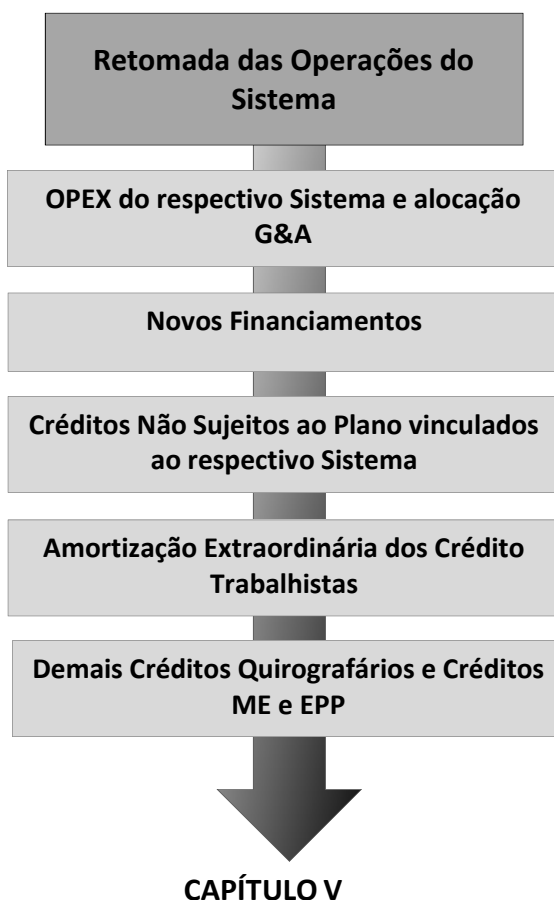 Retomada das Operações do
Sistema
OPEX do respectivo Sistema e alocação
G&A
Novos Financiamentos
Créditos Não Sujeitos ao Plano vinculados
ao respectivo Sistema
Amortização Extraordinária dos Crédito
Trabalhistas
Demais Créditos Quirografários e Créditos
ME e EPP
CAPÍTULO V